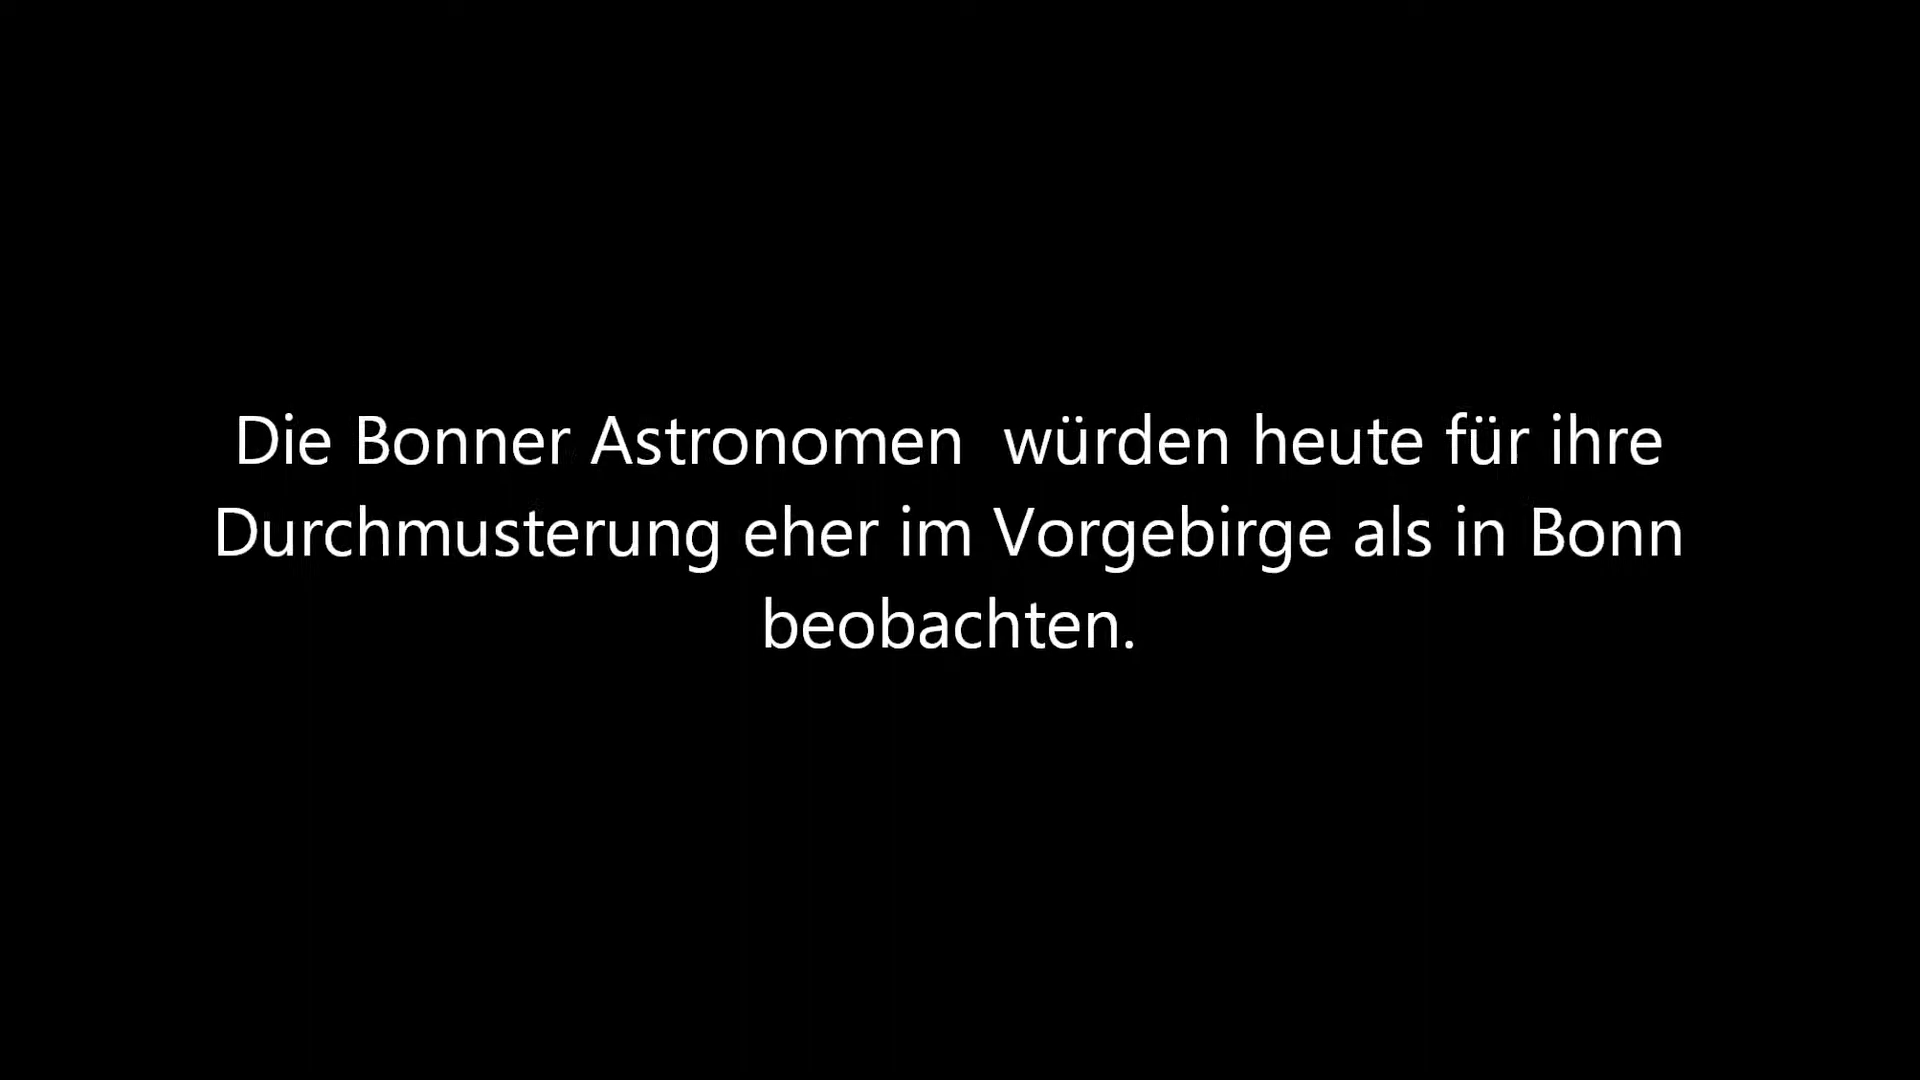 Die Bonner Astronomen  würden heute für ihre
Durchmusterung eher im Vorgebirge als in Bonn
beobachten.